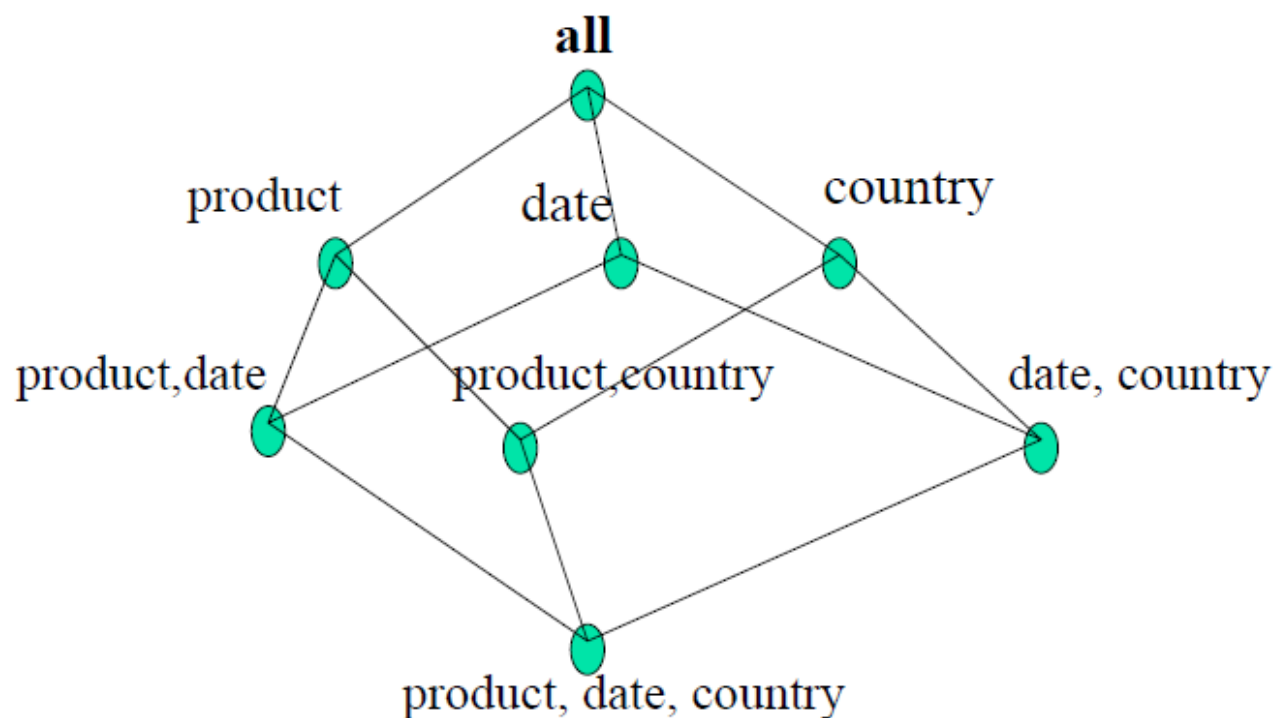 all
product
date
country
product,date
product,country
date, country
product, date, country